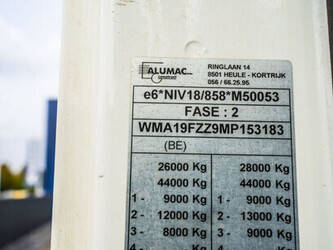 ALUMAC
Construct
RINGLAAN 14
8501 HEULE - KORTRIJK
056 / 66.25.95
e6*NIV18/858*M50053
FASE : 2
WMA19FZZ9MP153183
(BE)
26000 Kg 28000 Kg
44000 Kg 44000 Kg
1 - 9000 Kg 1 - 9000 Kg
2 - 12000 Kg 2 - 13000 Kg
3 - 8000 Kg 3 - 9000 Kg